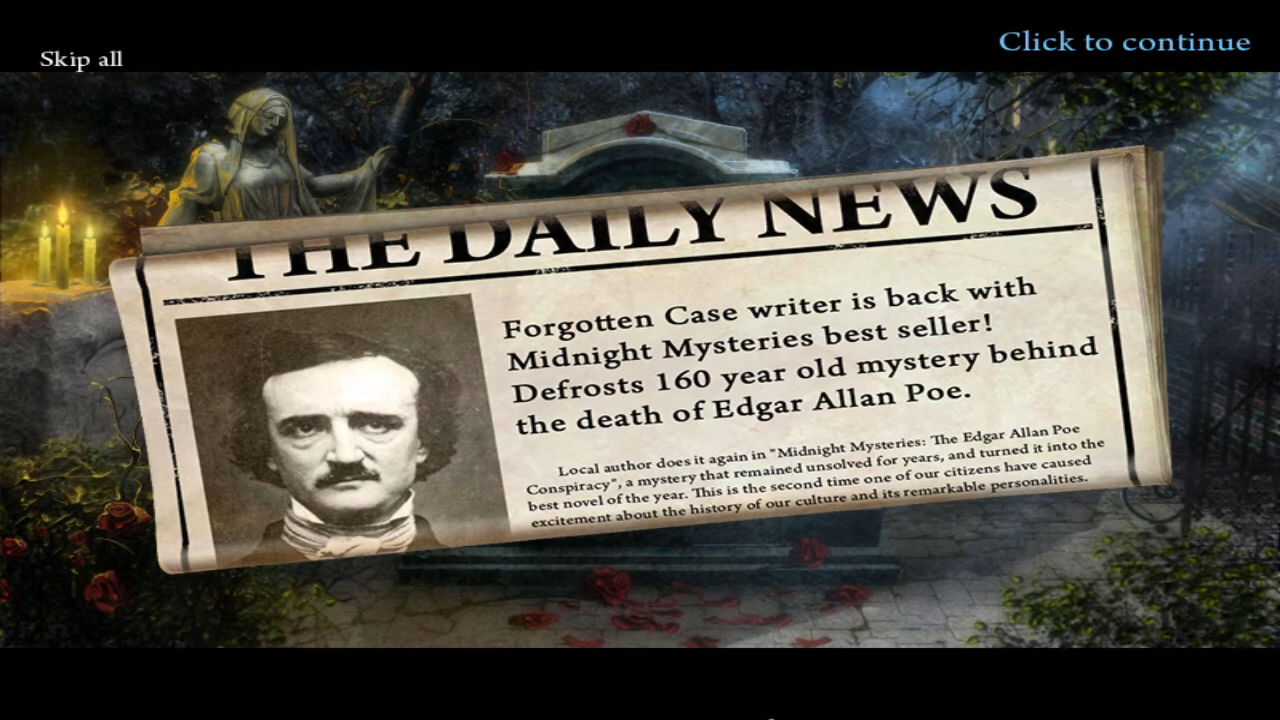 Skip all
Click to continue
THE DAILY NEWS
Forgotten Case writer is back with
Midnight Mysteries best seller!
Defrosts 160 year old mystery behind
the death of Edgar Allan Poe.
Local author does it again in "Midnight Mysteries: The Edgar Allan Poe
Conspiracy", a mystery that remained unsolved for years, and turned it into the
best novel of the year. This is the second time one of our citizens have caused
excitement about the history of our culture and its remarkable personalities.